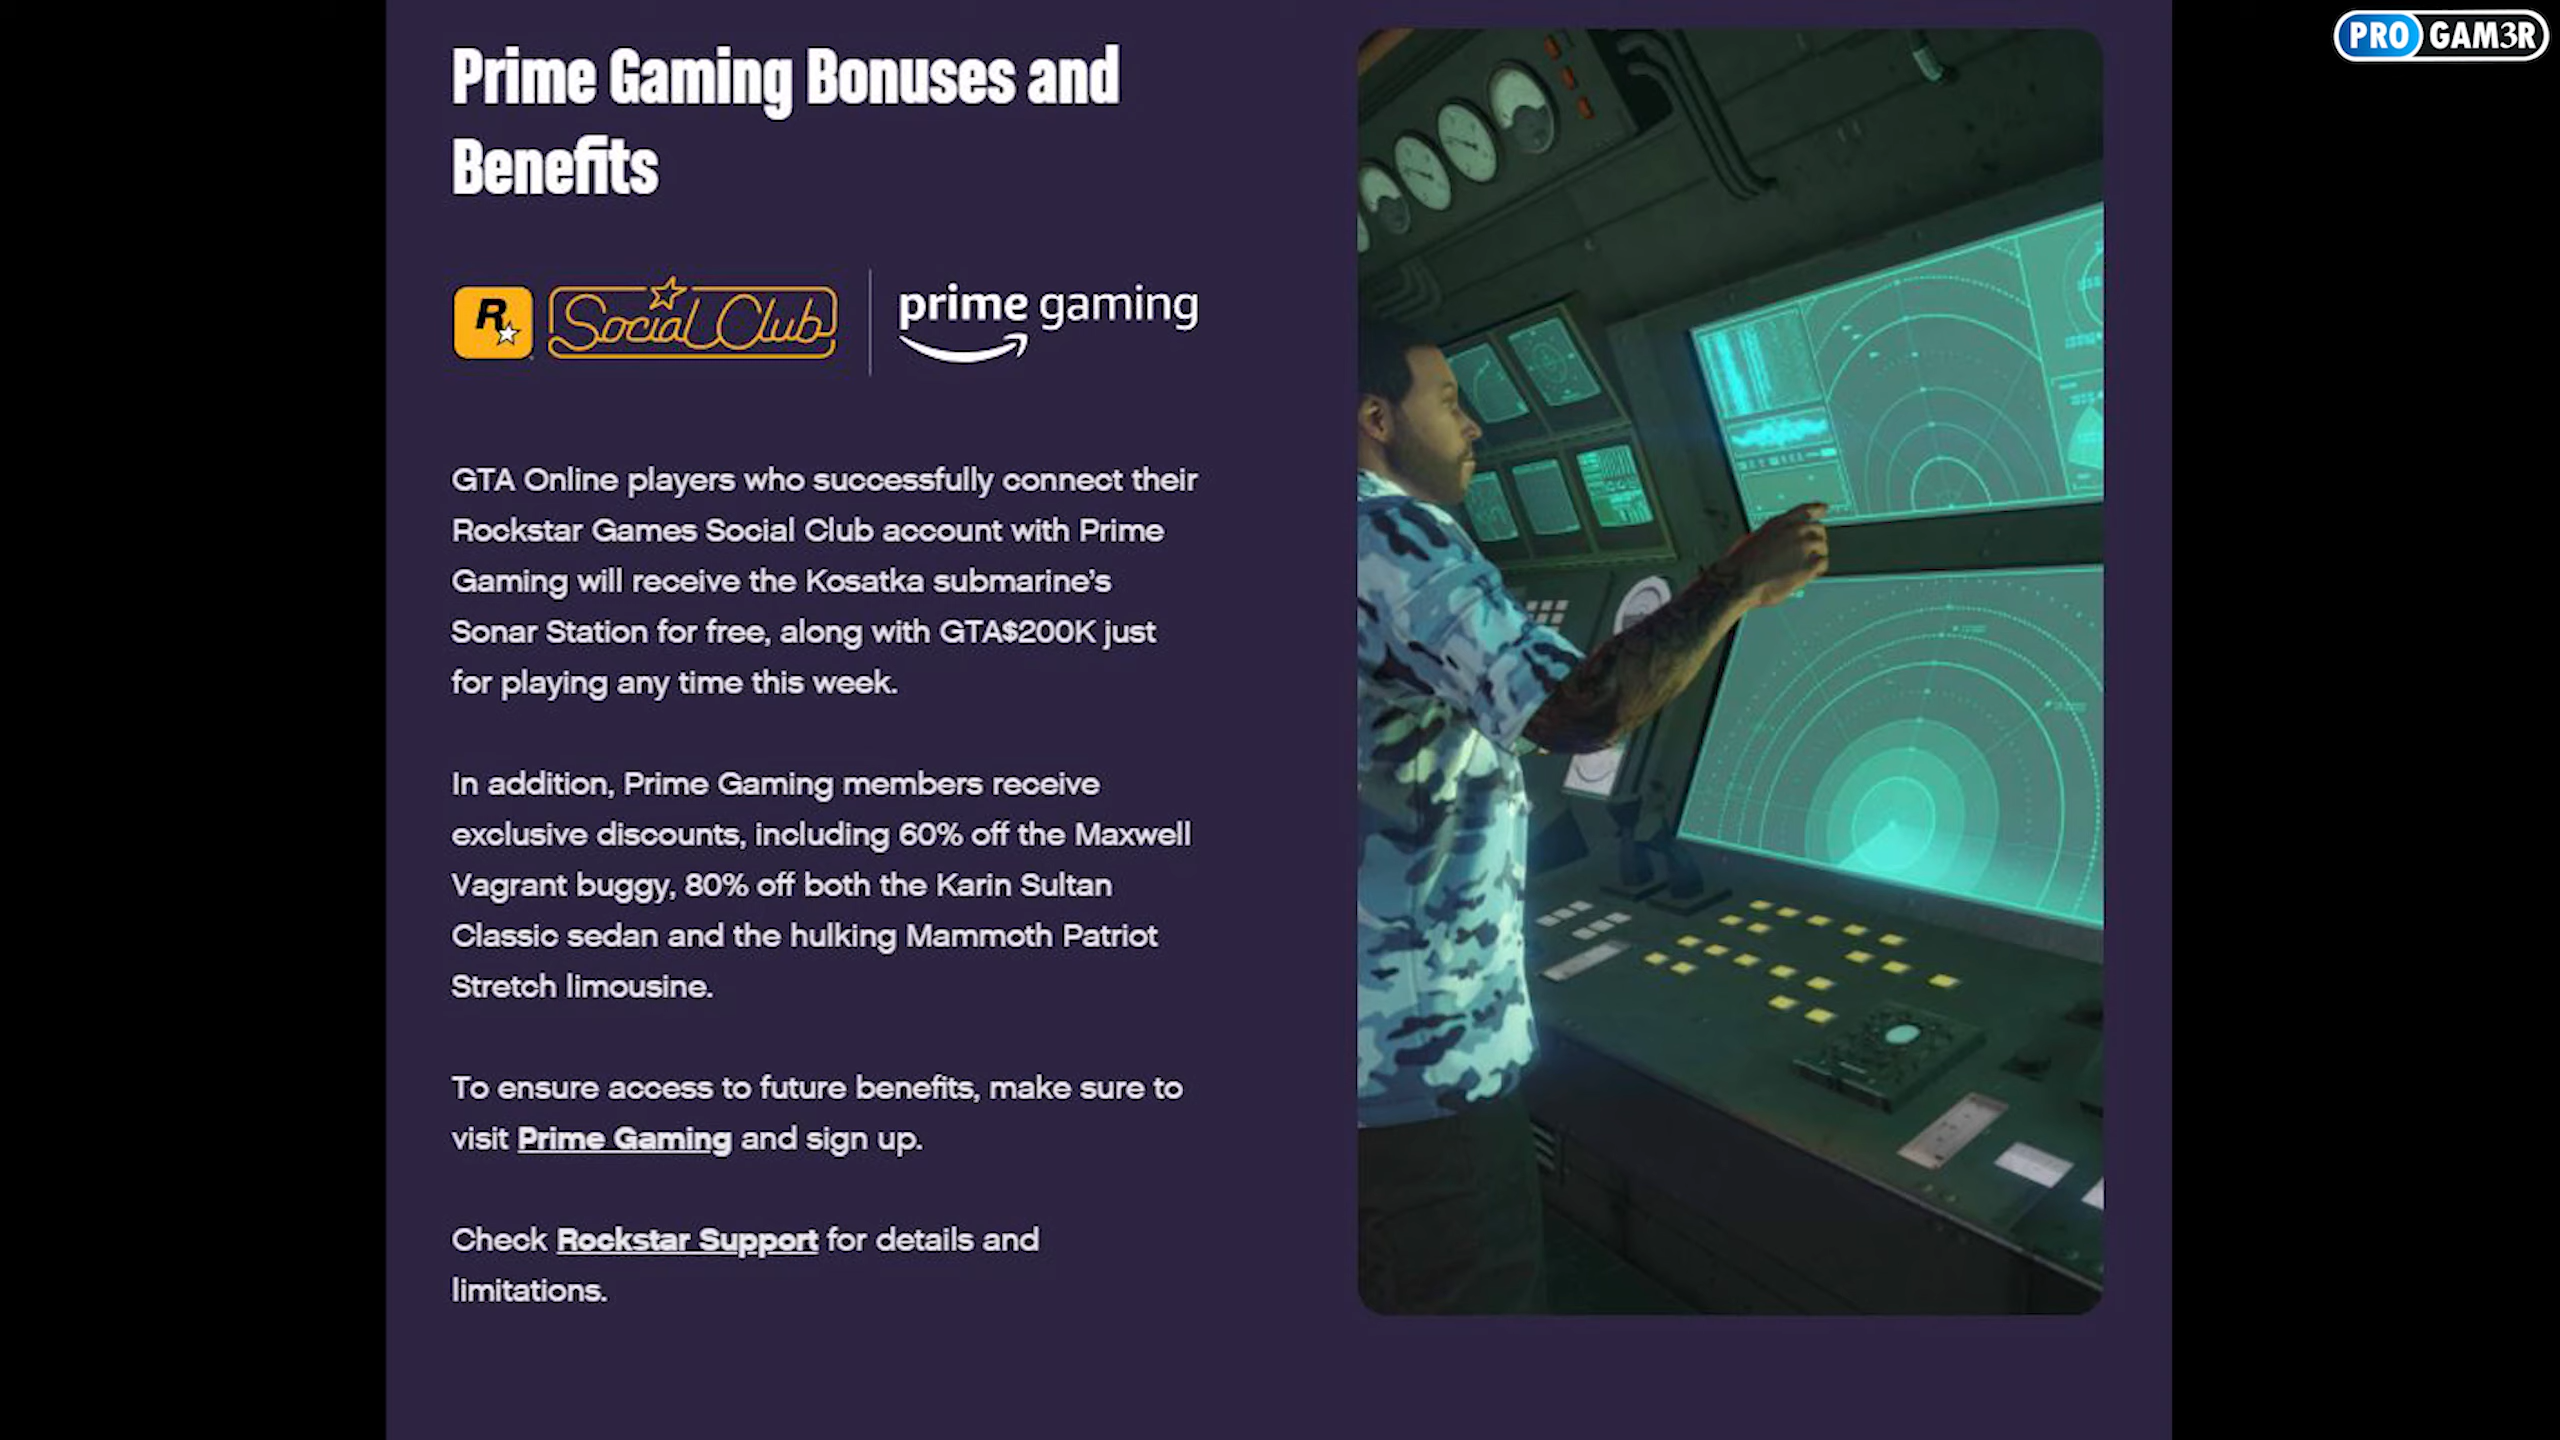 PRO GAM3R
Prime Gaming Bonuses and
Benefits
R
Social Club
prime gaming
GTA Online players who successfully connect their
Rockstar Games Social Club account with Prime
Gaming will receive the Kosatka submarine’s
Sonar Station for free, along with GTA$200K just
for playing any time this week.
In addition, Prime Gaming members receive
exclusive discounts, including 60% off the Maxwell
Vagrant buggy, 80% off both the Karin Sultan
Classic sedan and the hulking Mammoth Patriot
Stretch limousine.
To ensure access to future benefits, make sure to
visit Prime Gaming and sign up.
Check Rockstar Support for details and
limitations.